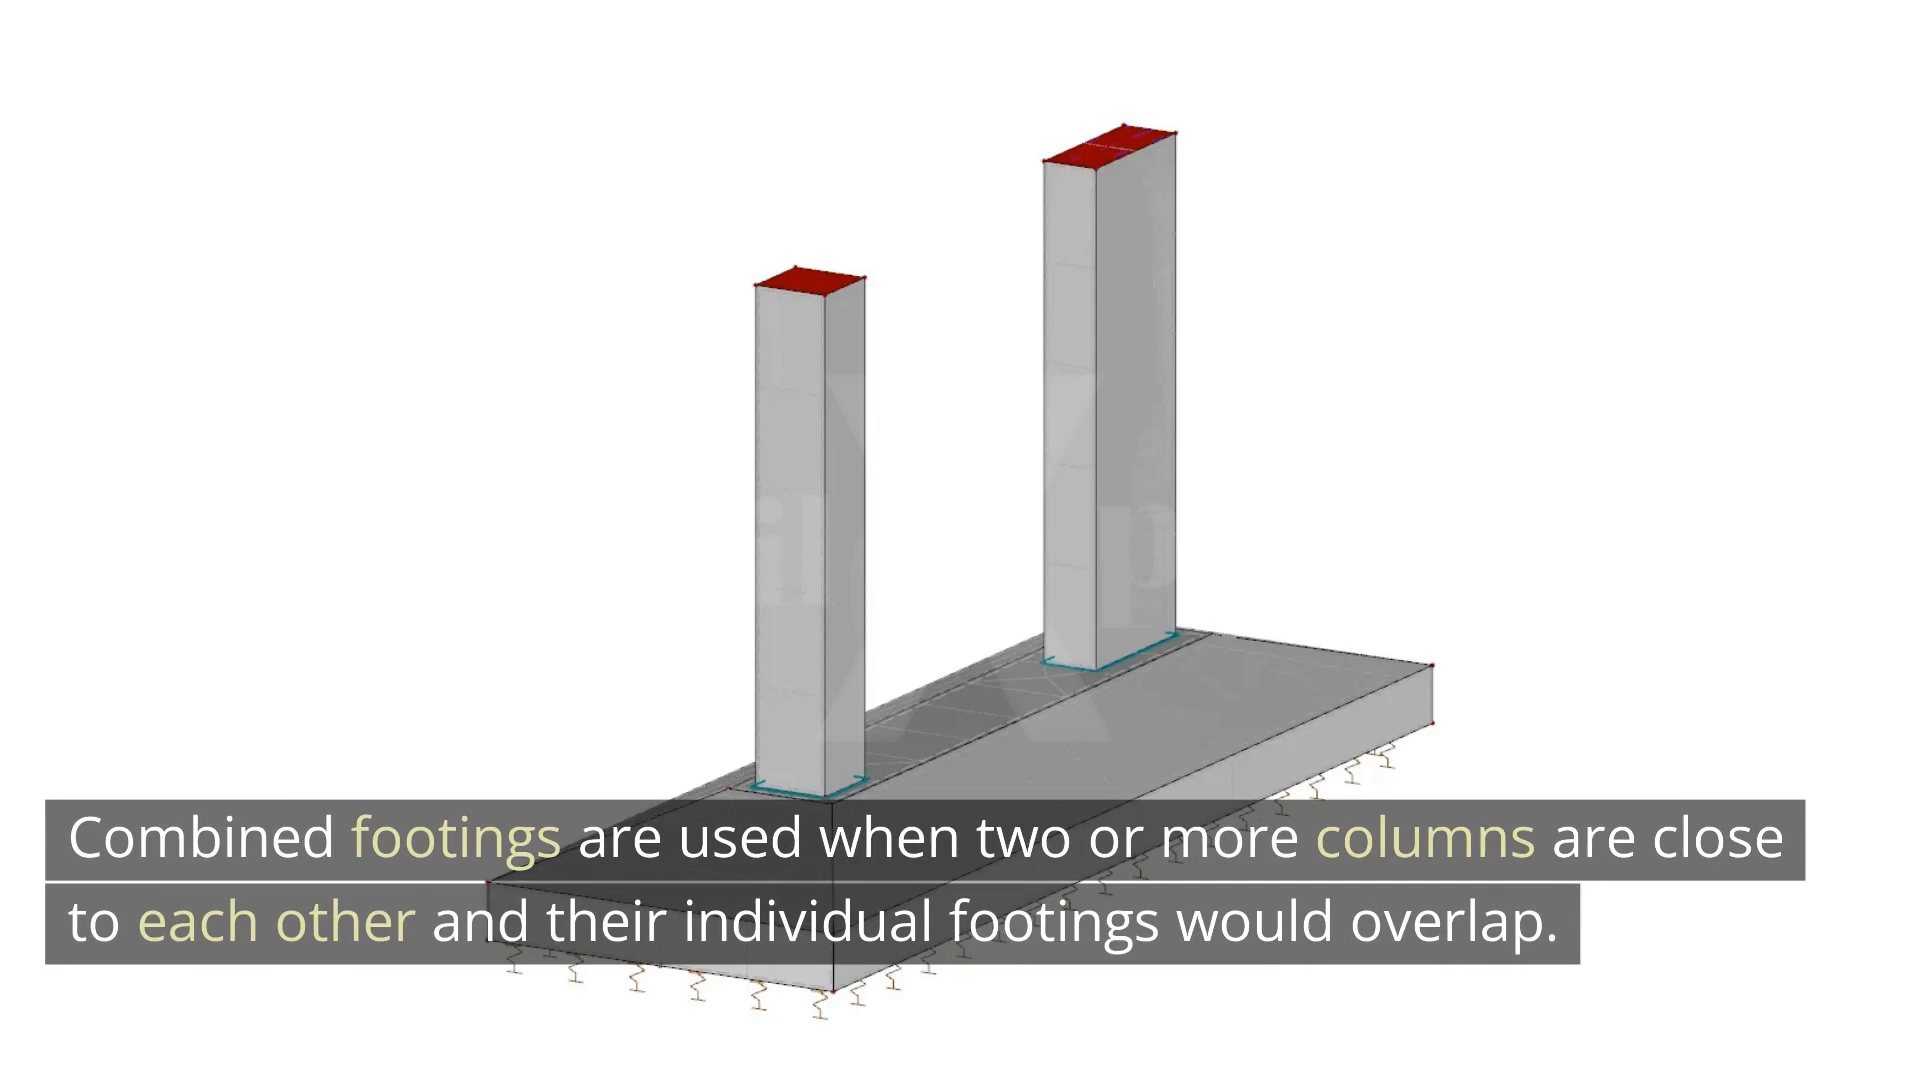 Combined footings are used when two or more columns are close
to each other and their individual footings would overlap.